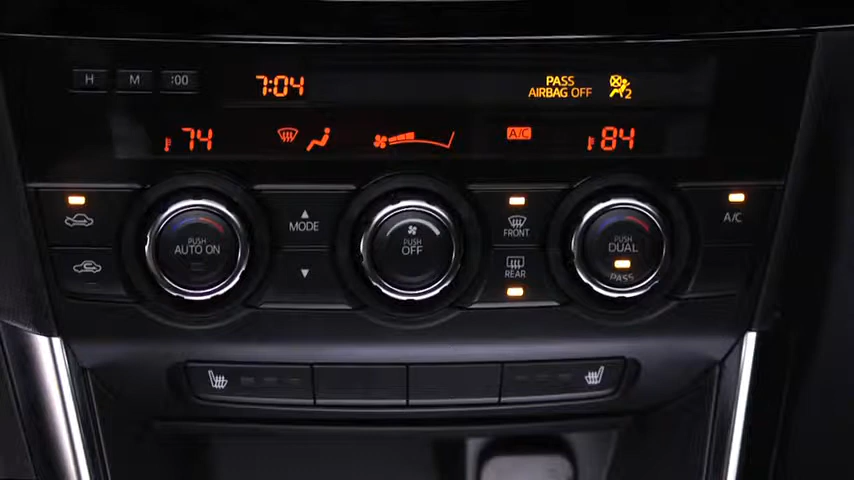 H M :00
7:04
PASS
AIRBAG OFF 2
74
A/C
84
PUSH
AUTO ON
MODE
PUSH
OFF
FRONT
REAR
PUSH
DUAL
PASS
A/C